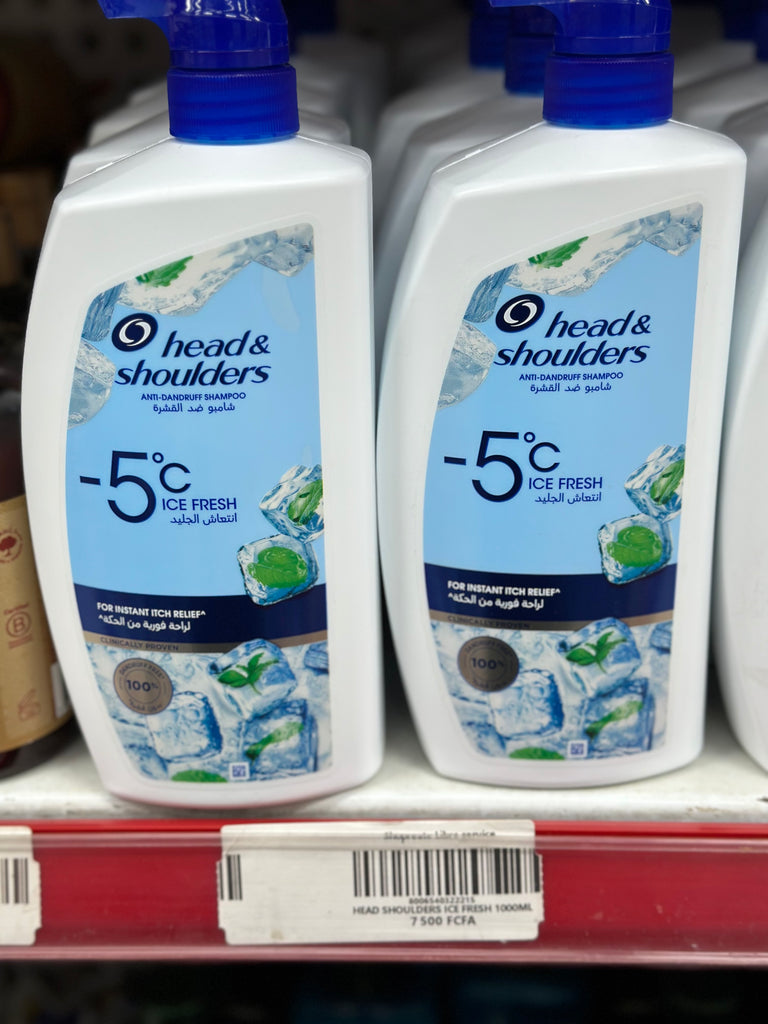 head &
shoulders
ANTI-DANDRUFF SHAMPOO
شامبو ضد القشرة
-5°C
ICE FRESH
انتعاش الجليد
FOR INSTANT ITCH RELIEF^
لراحة فورية من الحكة^
CLINICALLY PROVEN
100%
head &
shoulders
ANTI-DANDRUFF SHAMPOO
شامبو ضد القشرة
-5°C
ICE FRESH
انتعاش الجليد
FOR INSTANT ITCH RELIEF^
لراحة فورية من الحكة^
CLINICALLY PROVEN
100%
Certified
B
8006540322215
HEAD SHOULDERS ICE FRESH 1000ML
7 500 FCFA